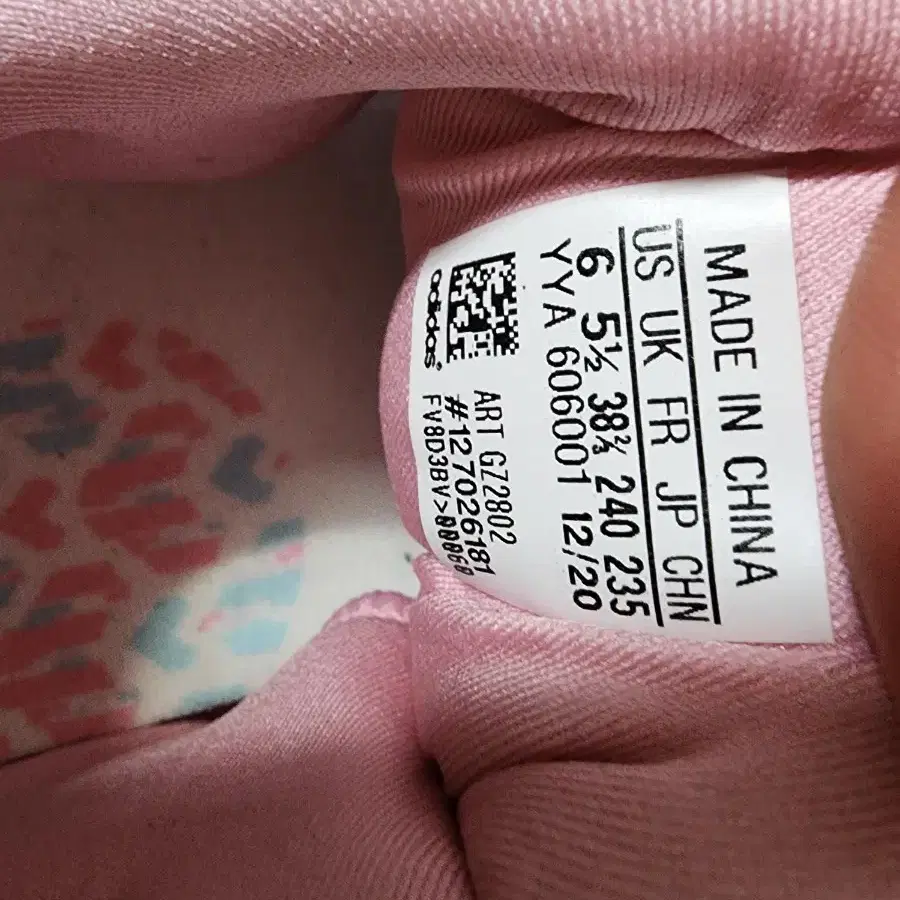 MADE IN CHINA
US UK FR JP CHN
6 5½ 38⅔ 240 235
YYA 606001 12/20
ART GZ2802
#127026181
adidas